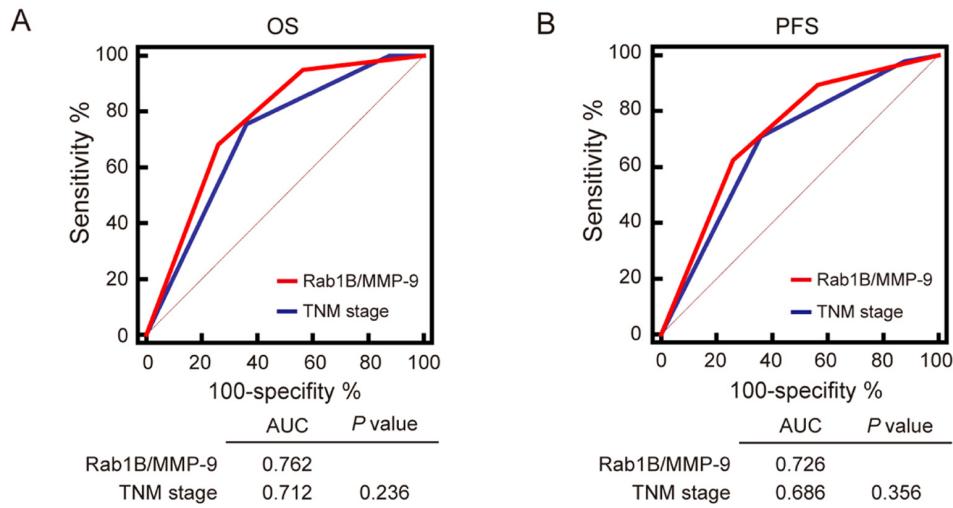 A
OS
Sensitivity %
100
80
60
40
20
0
Rab1B/MMP-9
TNM stage
0 20 40 60 80 100
100-specifity %
AUC P value
Rab1B/MMP-9 0.762
TNM stage 0.712 0.236
B
PFS
Sensitivity %
100
80
60
40
20
0
Rab1B/MMP-9
TNM stage
0 20 40 60 80 100
100-specifity %
AUC P value
Rab1B/MMP-9 0.726
TNM stage 0.686 0.356